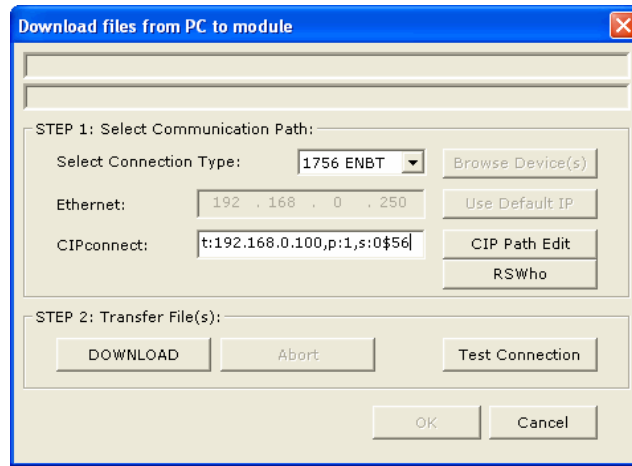 Download files from PC to module
STEP 1: Select Communication Path:
Select Connection Type: 1756 ENBT Browse Device(s)
Ethernet: 192 . 168 . 0 . 250 Use Default IP
CIPconnect: t:192.168.0.100,p:1,s:0$56 CIP Path Edit
RSWho
STEP 2: Transfer File(s):
DOWNLOAD Abort Test Connection
OK Cancel